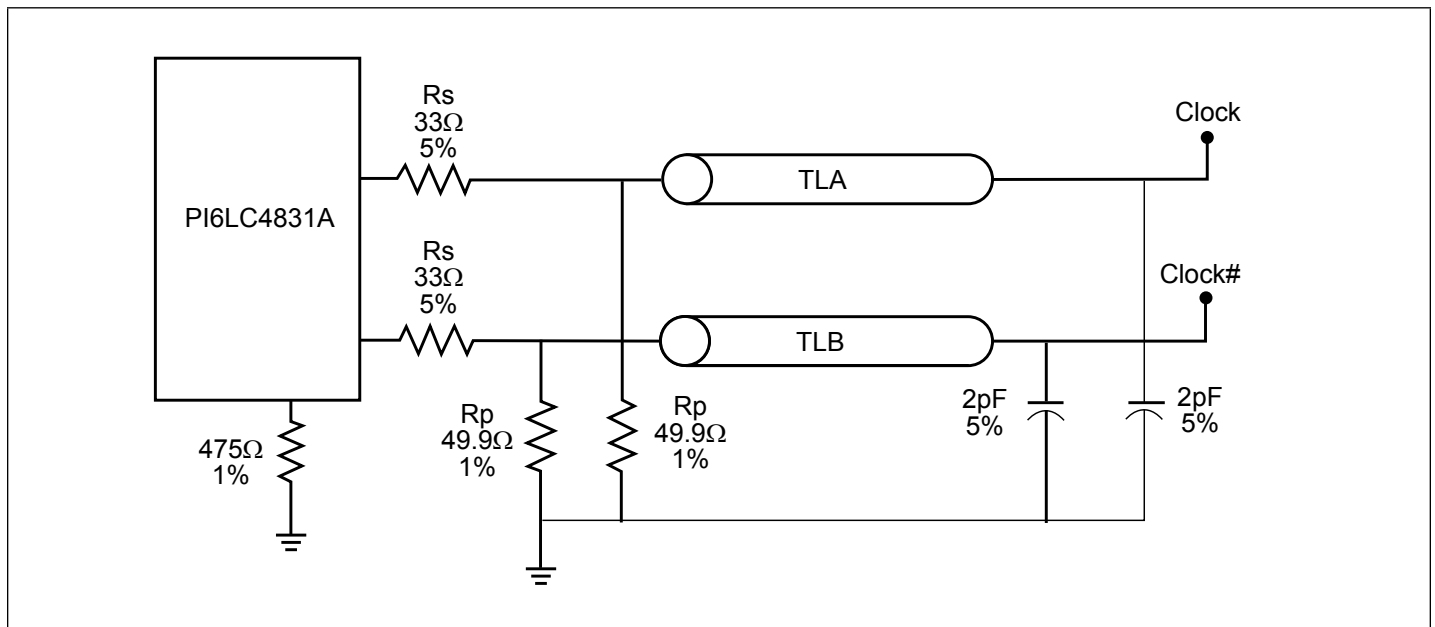 Rs
33Ω
5%
Clock
TLA
PI6LC4831A
Rs
33Ω
5%
Clock#
TLB
Rp
49.9Ω
1%
Rp
49.9Ω
1%
2pF
5%
2pF
5%
475Ω
1%